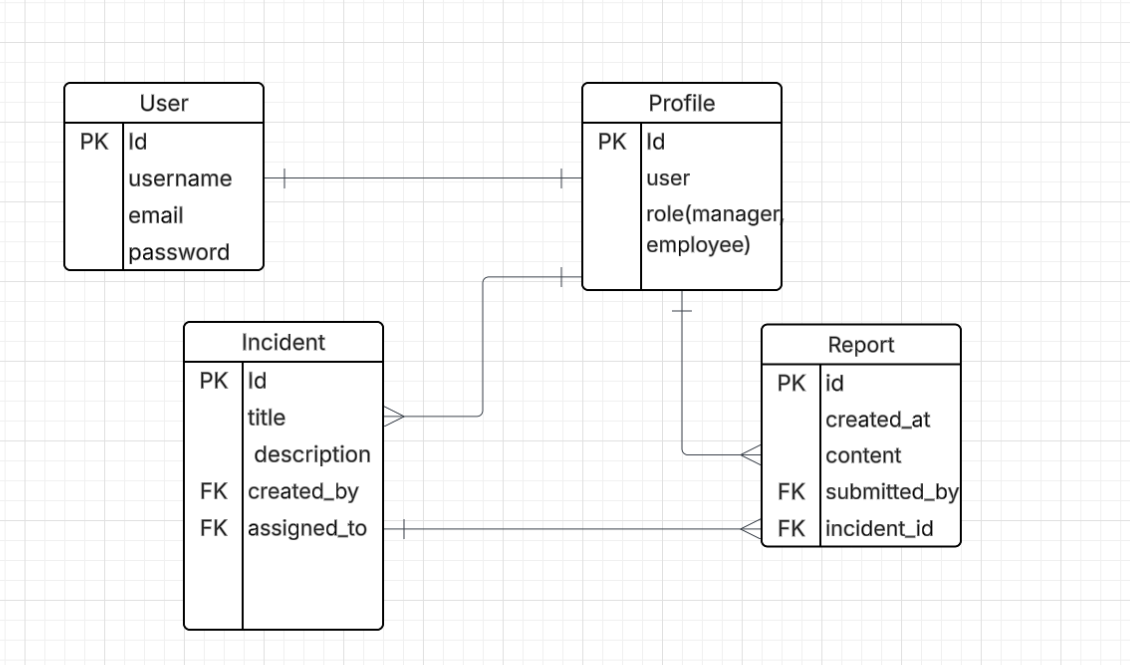 User
PK Id
username
email
password
Profile
PK Id
user
role(manager,
employee)
Incident
PK Id
title
description
FK created_by
FK assigned_to
Report
PK id
created_at
content
FK submitted_by
FK incident_id